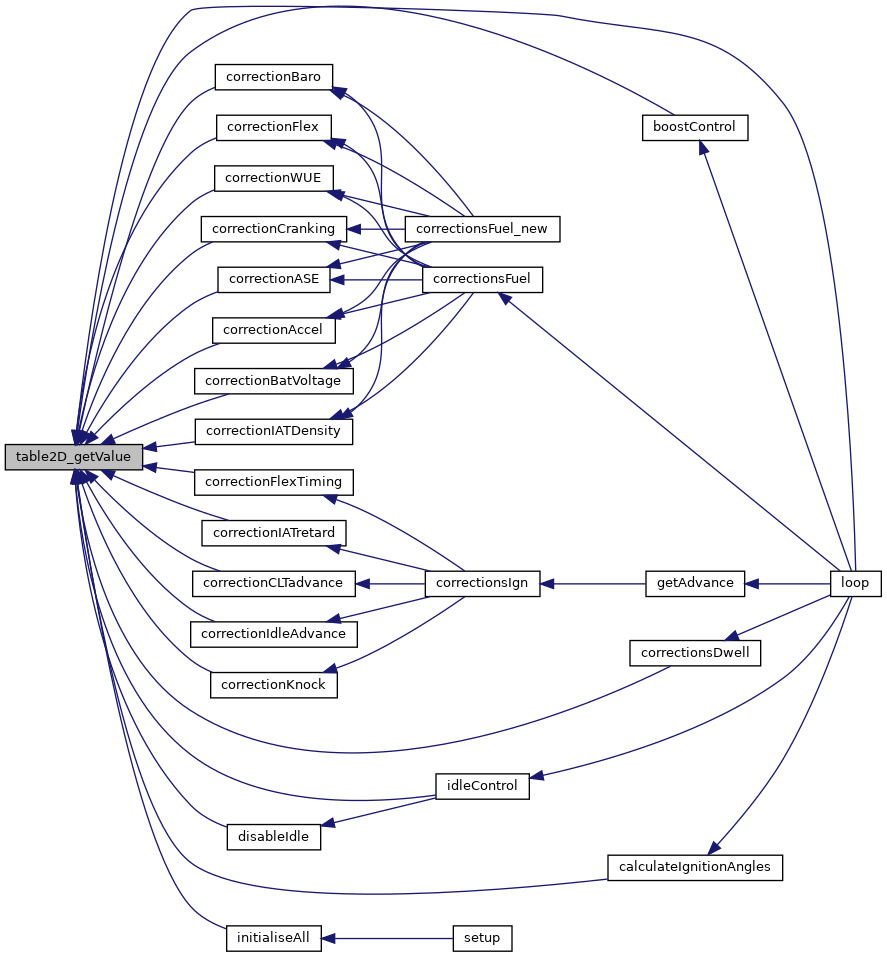 correctionBaro
boostControl
correctionFlex
correctionWUE
correctionCranking
correctionsFuel_new
correctionASE
correctionsFuel
correctionAccel
correctionBatVoltage
correctionIATDensity
table2D_getValue
correctionFlexTiming
correctionIATretard
correctionCLTadvance
correctionsIgn
getAdvance
loop
correctionIdleAdvance
correctionsDwell
correctionKnock
idleControl
disableIdle
calculateIgnitionAngles
initialiseAll
setup